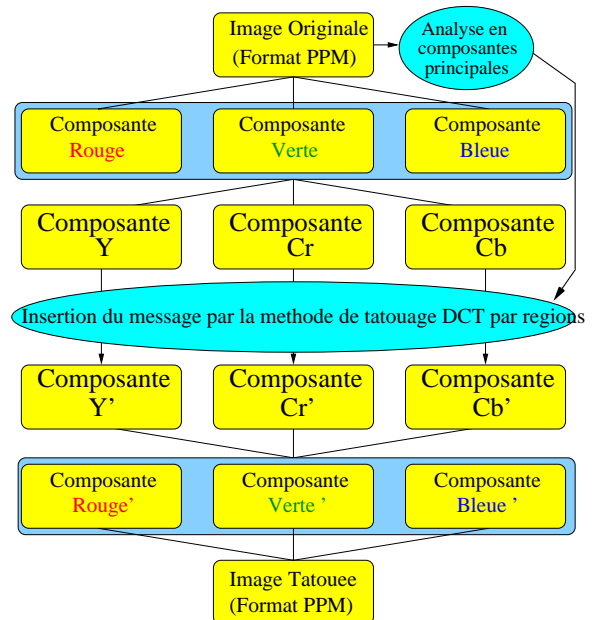 Image Originale
(Format PPM)
Analyse en
composantes
principales
Composante
Rouge
Composante
Verte
Composante
Bleue
Composante
Y
Composante
Cr
Composante
Cb
Insertion du message par la methode de tatouage DCT par regions
Composante
Y'
Composante
Cr'
Composante
Cb'
Composante
Rouge'
Composante
Verte '
Composante
Bleue '
Image Tatouee
(Format PPM)